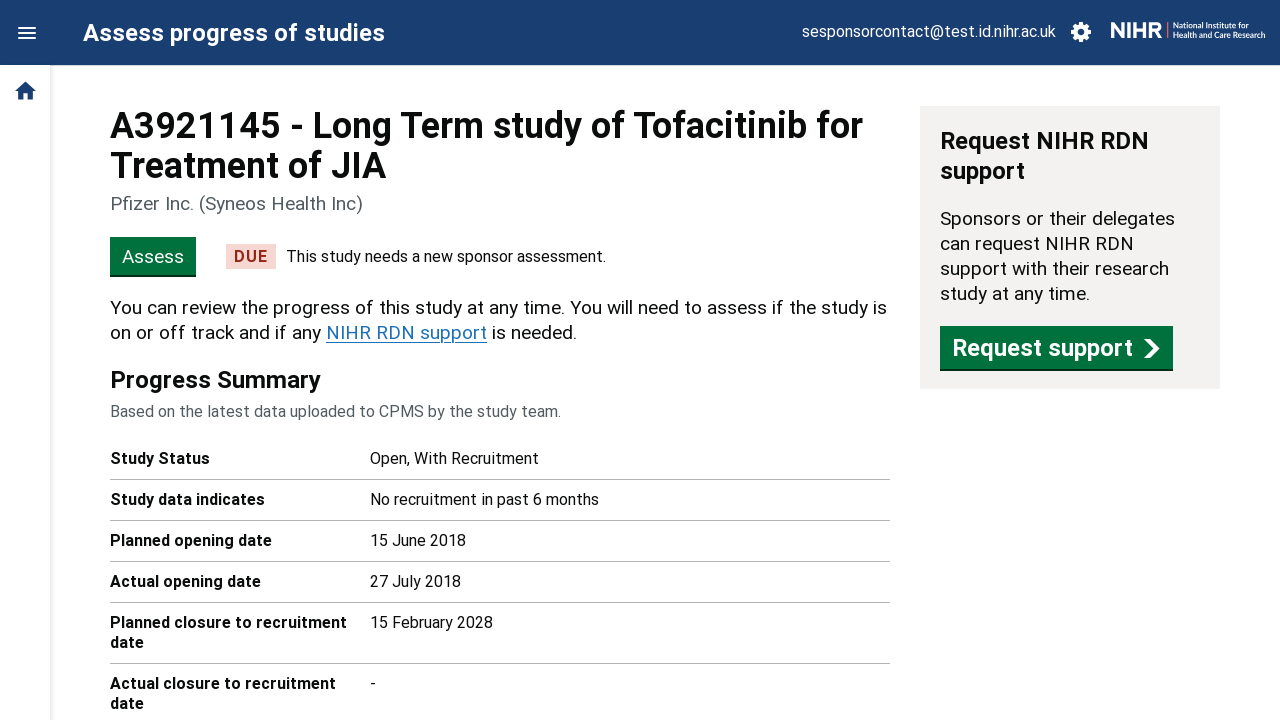 Assess progress of studies
sesponsorcontact@test.id.nihr.ac.uk
NIHR | National Institute for
Health and Care Research
A3921145 - Long Term study of Tofacitinib for
Treatment of JIA
Pfizer Inc. (Syneos Health Inc)
Assess
DUE This study needs a new sponsor assessment.
You can review the progress of this study at any time. You will need to assess if the study is
on or off track and if any NIHR RDN support is needed.
Progress Summary
Based on the latest data uploaded to CPMS by the study team.
Study Status Open, With Recruitment
Study data indicates No recruitment in past 6 months
Planned opening date 15 June 2018
Actual opening date 27 July 2018
Planned closure to recruitment 15 February 2028
date
Actual closure to recruitment -
date
Request NIHR RDN
support
Sponsors or their delegates
can request NIHR RDN
support with their research
study at any time.
Request support